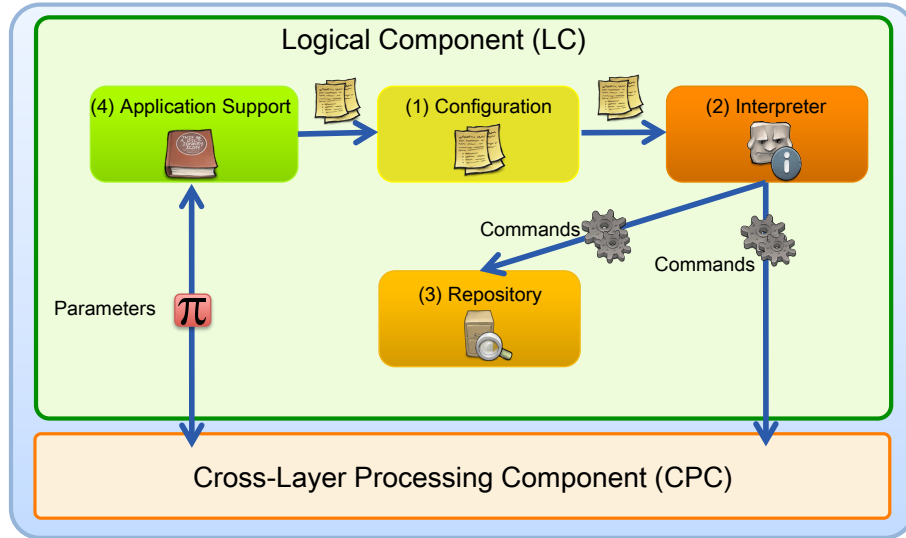 Logical Component (LC)
(4) Application Support
(1) Configuration
(2) Interpreter
Commands
Commands
(3) Repository
Parameters
π
Cross-Layer Processing Component (CPC)